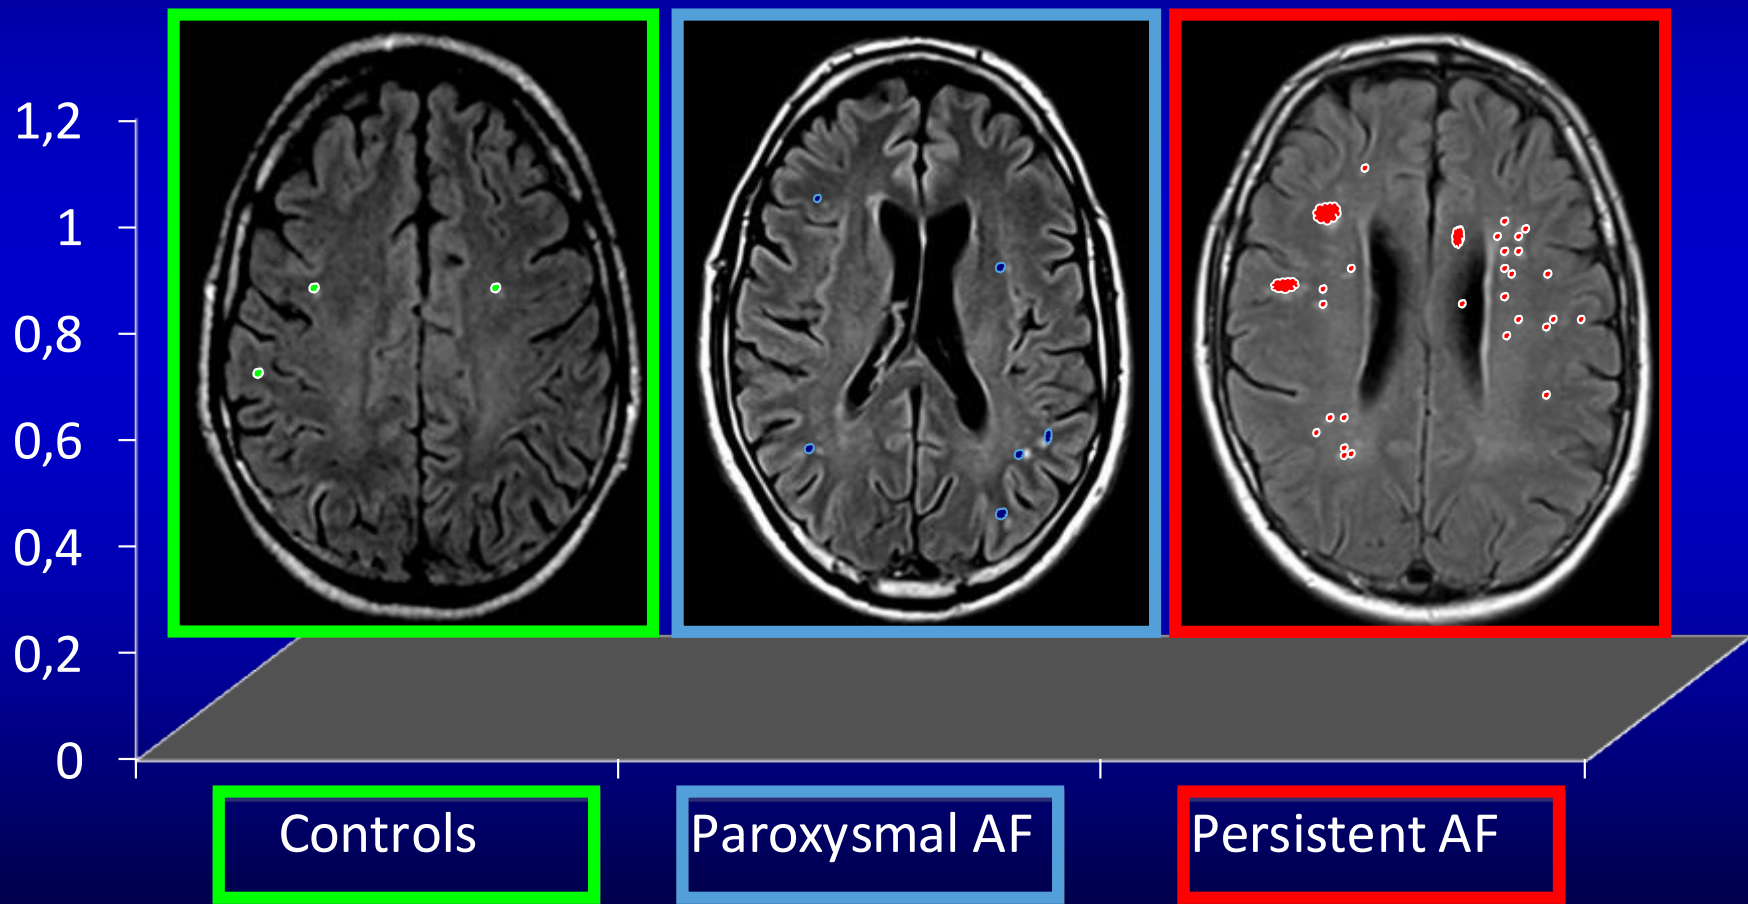 1,2
1
0,8
0,6
0,4
0,2
0
Controls
Paroxysmal AF
Persistent AF